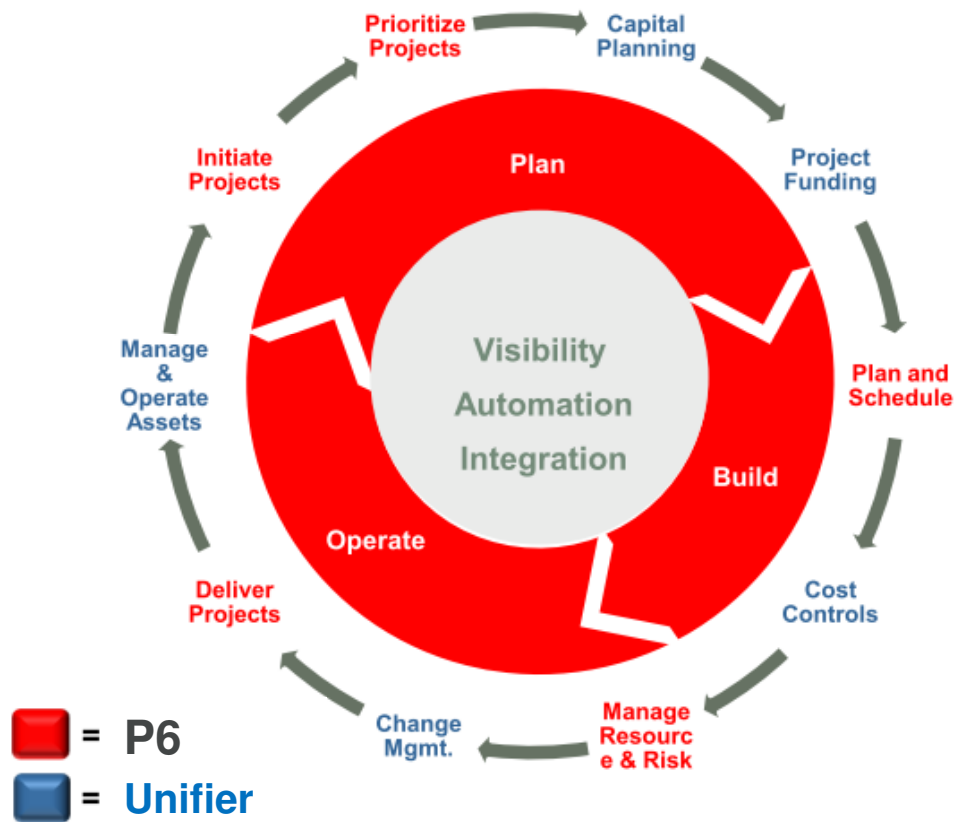 Prioritize
Projects
Capital
Planning
Initiate
Projects
Plan
Project
Funding
Manage
&
Operate
Assets
Visibility
Automation
Integration
Plan and
Schedule
Build
Operate
Deliver
Projects
Cost
Controls
Change
Mgmt.
Manage
Resourc
e & Risk
= P6
= Unifier